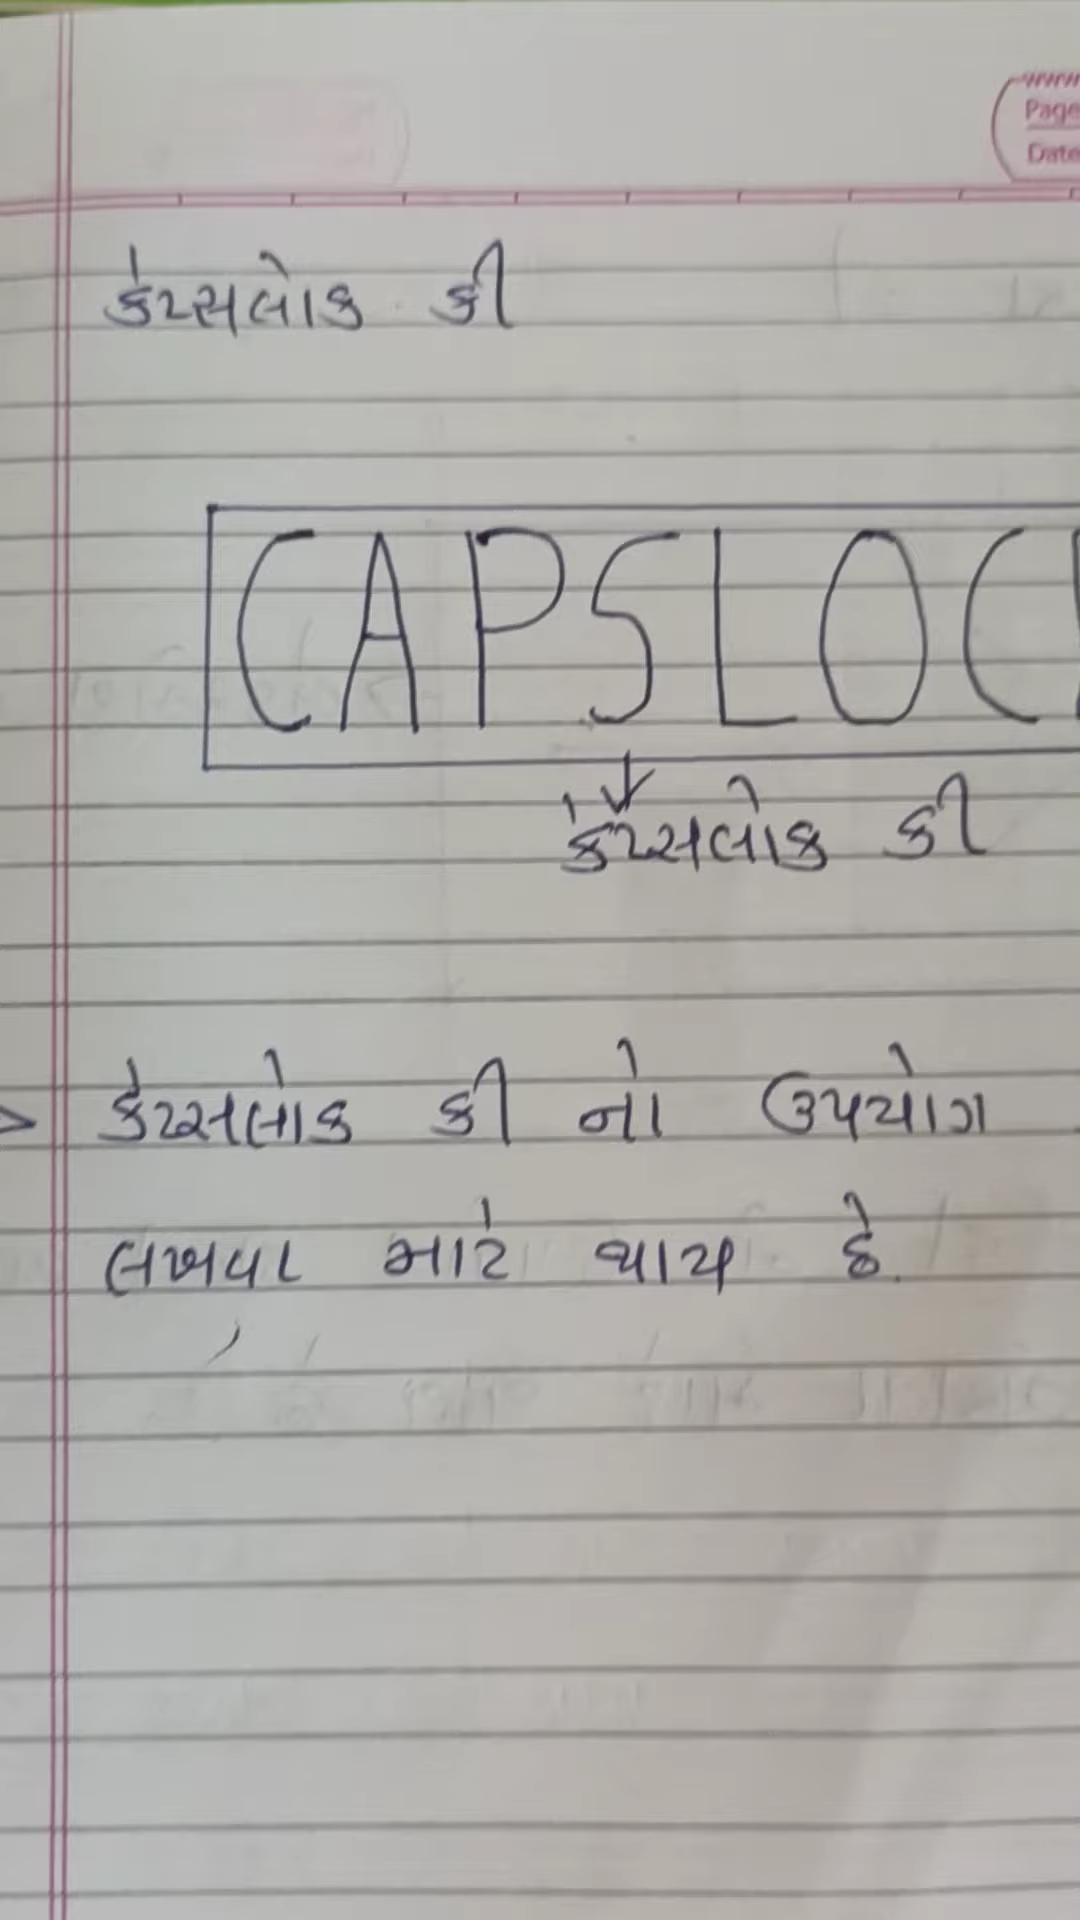 Page
Date
કેપ્સલોક કી
CAPSLOC
કેપ્સલોક કી
> કેપ્સલોક કી નો ઉપયોગ
લખવા માટે થાય છે.